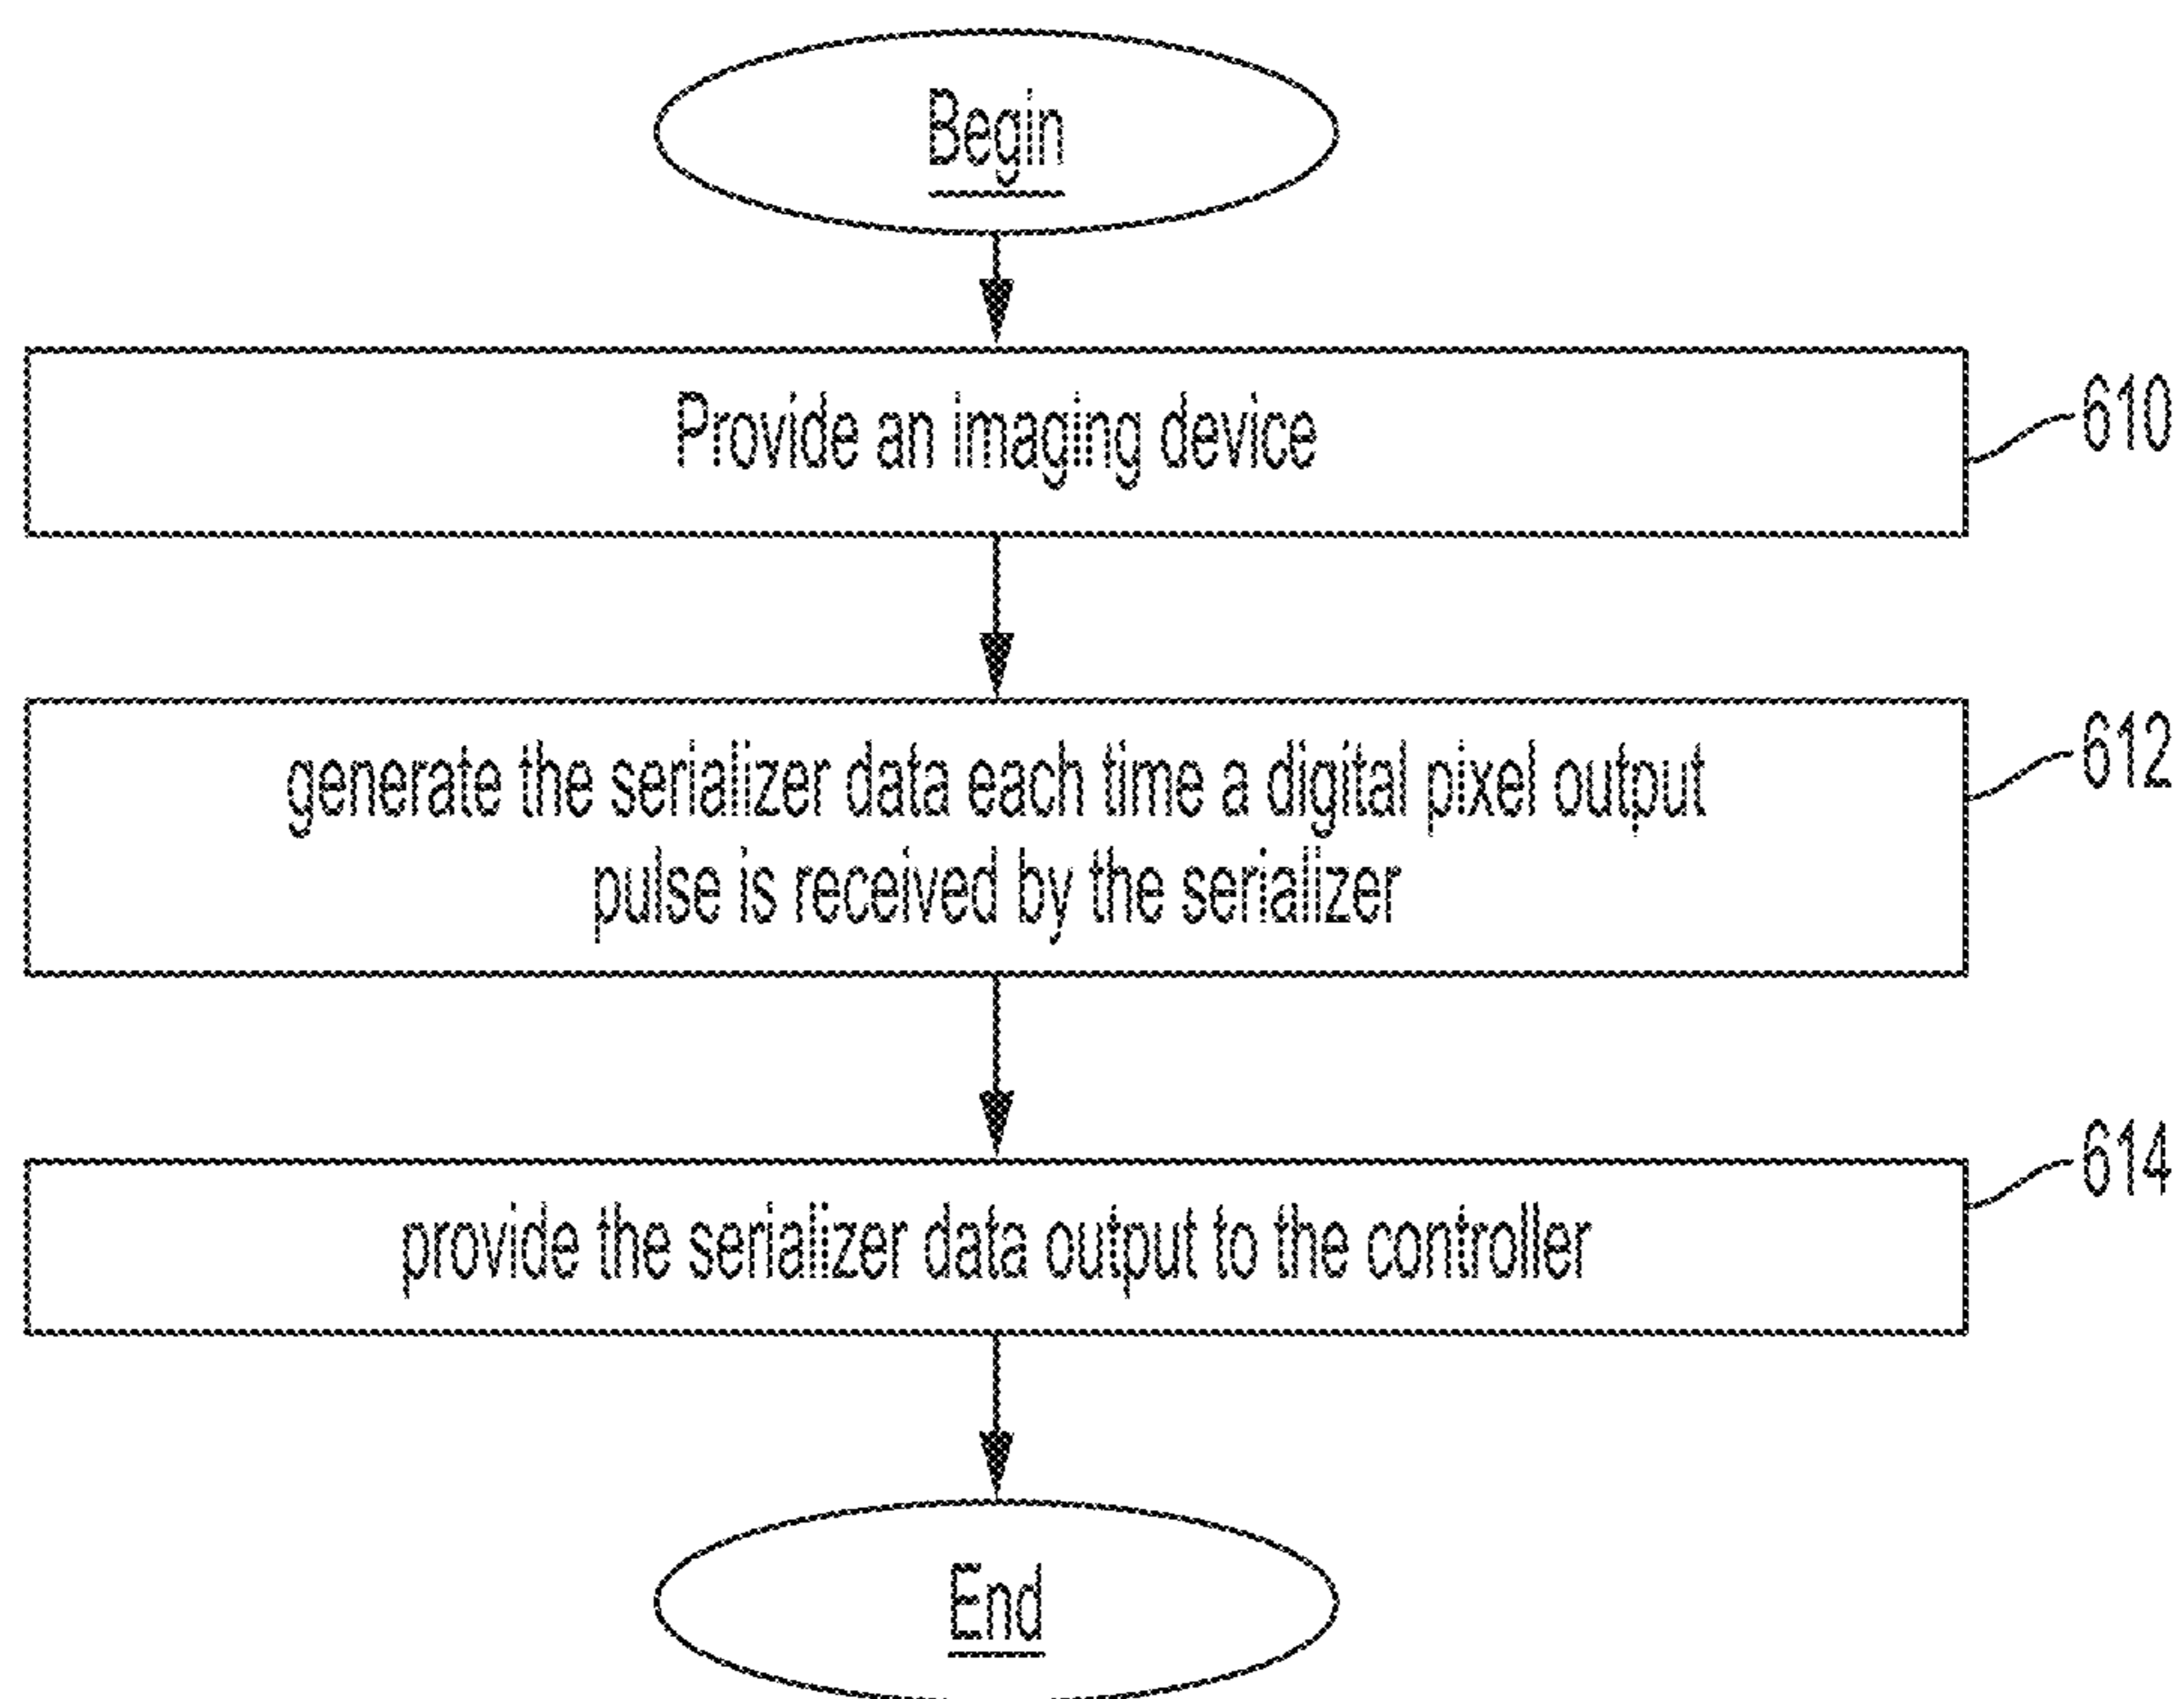 Begin
Provide an imaging device
610
generate the serializer data each time a digital pixel output
pulse is received by the serializer
612
provide the serializer data output to the controller
614
End